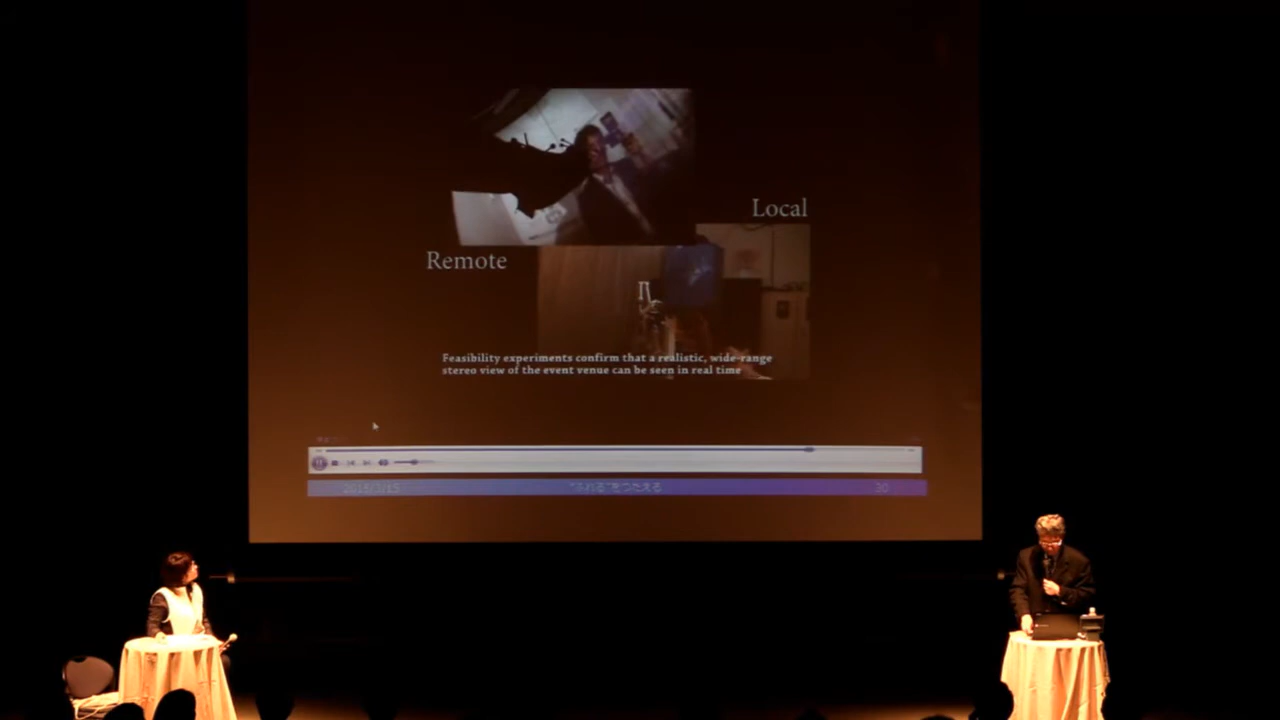 Local
Remote
Feasibility experiments confirm that a realistic, wide-range
stereo view of the event venue can be seen in real time
"ふれる"をつたえる
30